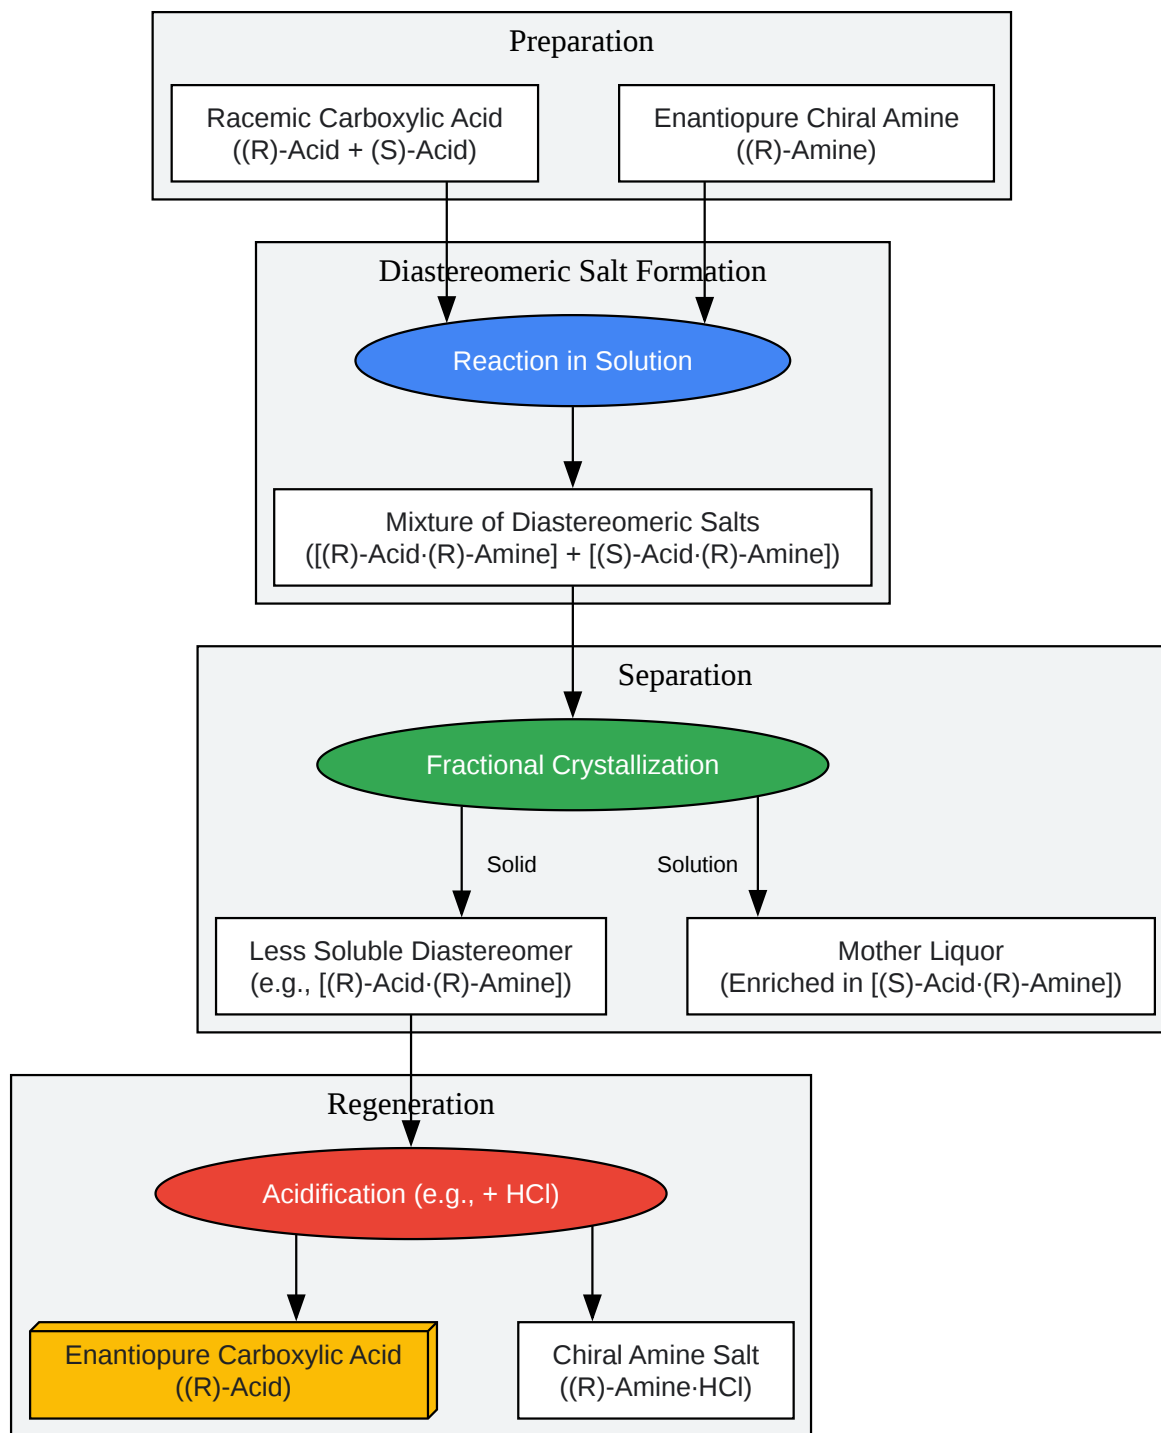 Preparation
Racemic Carboxylic Acid
((R)-Acid + (S)-Acid)
Enantiopure Chiral Amine
((R)-Amine)
Diastereomeric Salt Formation
Reaction in Solution
Mixture of Diastereomeric Salts
([(R)-Acid·(R)-Amine] + [(S)-Acid·(R)-Amine])
Separation
Fractional Crystallization
Solid
Solution
Less Soluble Diastereomer
(e.g., [(R)-Acid·(R)-Amine])
Mother Liquor
(Enriched in [(S)-Acid·(R)-Amine])
Regeneration
Acidification (e.g., + HCl)
Enantiopure Carboxylic Acid
((R)-Acid)
Chiral Amine Salt
((R)-Amine·HCl)